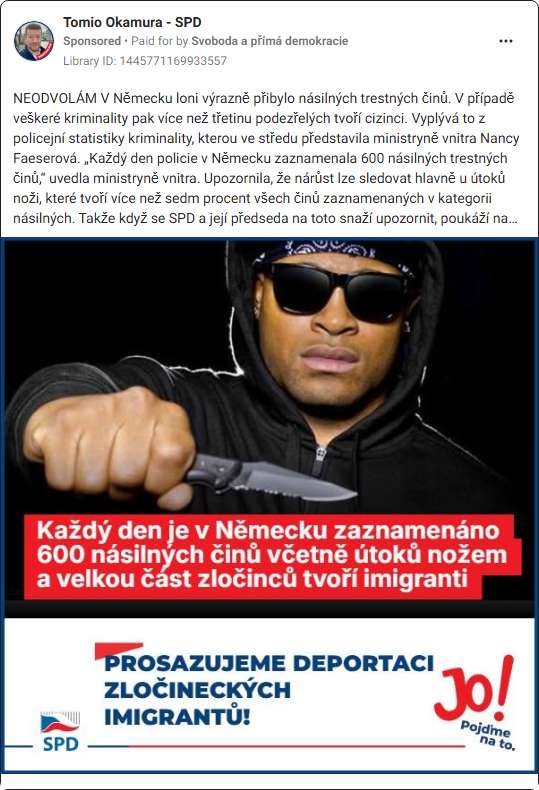 Tomio Okamura - SPD
Sponsored • Paid for by Svoboda a přímá demokracie
Library ID: 1445771169933557
NEODVOLÁM V Německu loni výrazně přibylo násilných trestných činů. V případě
veškeré kriminality pak více než třetinu podezřelých tvoří cizinci. Vyplývá to z
policejní statistiky kriminality, kterou ve středu představila ministryně vnitra Nancy
Faeserová. „Každý den policie v Německu zaznamenala 600 násilných trestných
činů,“ uvedla ministryně vnitra. Upozornila, že nárůst lze sledovat hlavně u útoků
noži, které tvoří více než sedm procent všech činů zaznamenaných v kategorii
násilných. Takže když se SPD a její předseda na toto snaží upozornit, poukáží na...
Každý den je v Německu zaznamenáno
600 násilných činů včetně útoků nožem
a velkou část zločinců tvoří imigranti
PROSAZUJEME DEPORTACI
ZLOČINECKÝCH
IMIGRANTŮ!
SPD
Jo!
Pojďme
na to.